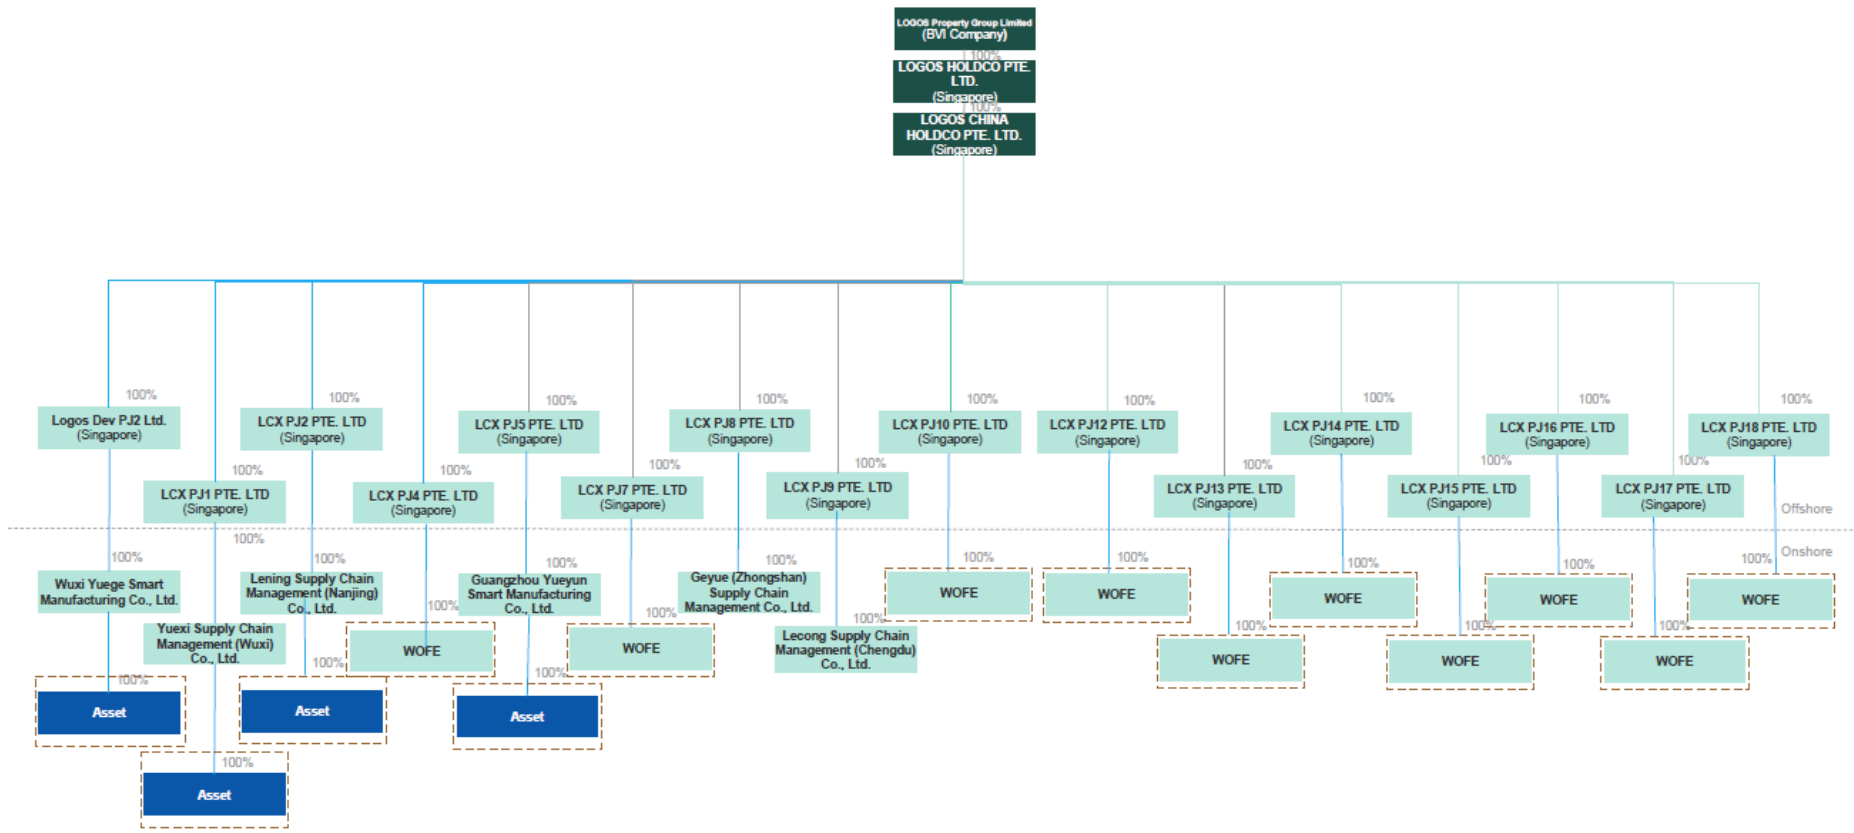 LOGOS Property Group Limited
(BVI Company)
100%
LOGOS HOLDCO PTE.
LTD.
(Singapore)
100%
LOGOS CHINA
HOLDCO PTE. LTD.
(Singapore)
100%
Logos Dev PJ2 Ltd.
(Singapore)
100%
LCX PJ1 PTE. LTD
(Singapore)
100%
LCX PJ2 PTE. LTD
(Singapore)
100%
LCX PJ4 PTE. LTD
(Singapore)
100%
LCX PJ5 PTE. LTD
(Singapore)
100%
LCX PJ7 PTE. LTD
(Singapore)
100%
LCX PJ8 PTE. LTD
(Singapore)
100%
LCX PJ9 PTE. LTD
(Singapore)
100%
LCX PJ10 PTE. LTD
(Singapore)
100%
LCX PJ12 PTE. LTD
(Singapore)
100%
LCX PJ13 PTE. LTD
(Singapore)
100%
LCX PJ14 PTE. LTD
(Singapore)
100%
LCX PJ15 PTE. LTD
(Singapore)
100%
LCX PJ16 PTE. LTD
(Singapore)
100%
LCX PJ17 PTE. LTD
(Singapore)
100%
LCX PJ18 PTE. LTD
(Singapore)
Offshore
Onshore
100%
Wuxi Yuege Smart
Manufacturing Co., Ltd.
100%
Yuexi Supply Chain
Management (Wuxi)
Co., Ltd.
100%
Lening Supply Chain
Management (Nanjing)
Co., Ltd.
100%
WOFE
100%
Guangzhou Yueyun
Smart Manufacturing
Co., Ltd.
100%
WOFE
100%
Geyue (Zhongshan)
Supply Chain
Management Co., Ltd.
100%
Lecong Supply Chain
Management (Chengdu)
Co., Ltd.
100%
WOFE
100%
WOFE
100%
WOFE
100%
WOFE
100%
WOFE
100%
WOFE
100%
WOFE
100%
WOFE
100%
Asset
100%
Asset
100%
Asset
100%
Asset